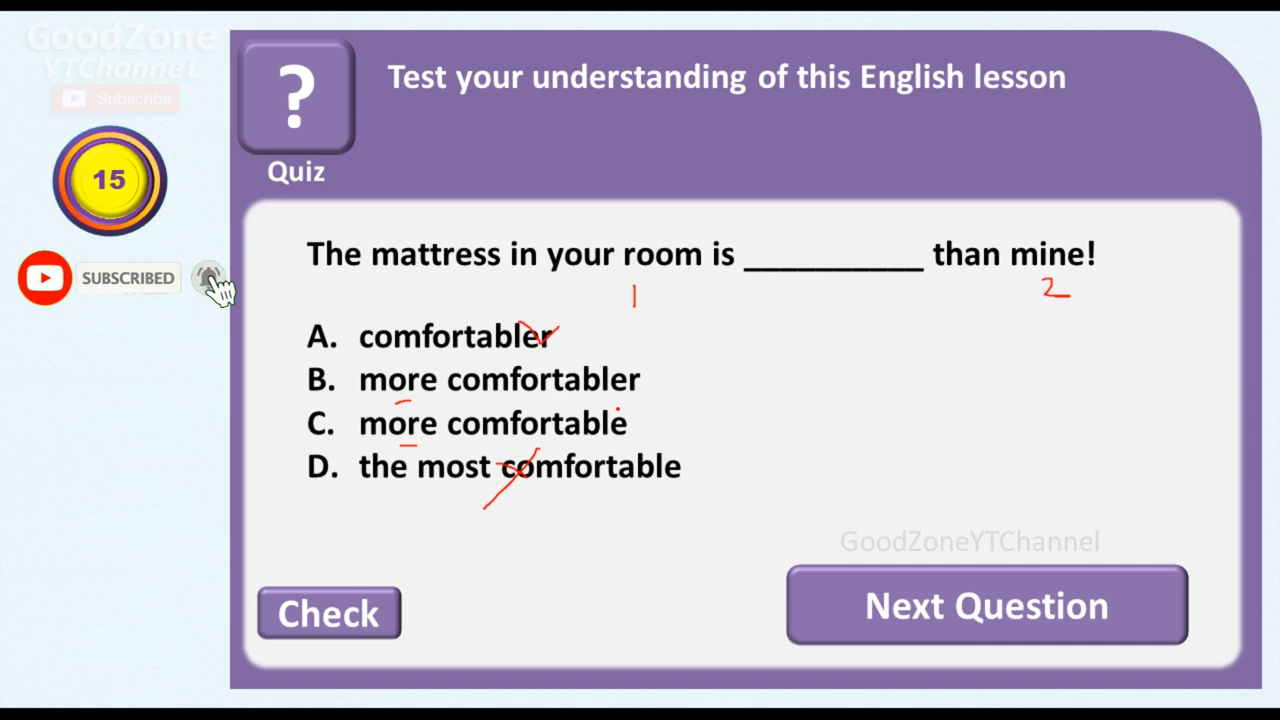 GoodZone
YTChannel
Subscribe
?
Quiz
Test your understanding of this English lesson
15
SUBSCRIBED
The mattress in your room is __________ than mine!
1
2
A. comfortabler
B. more comfortabler
C. more comfortable
D. the most comfortable
GoodZoneYTChannel
Check
Next Question